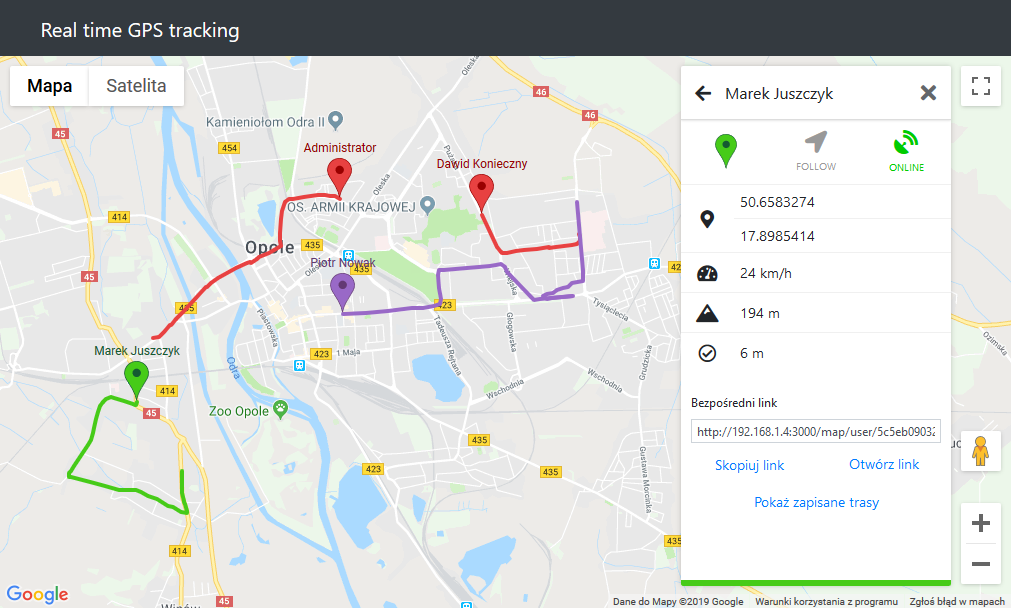 Real time GPS tracking
Mapa
Satelita
Marek Juszczyk
FOLLOW
ONLINE
50.6583274
17.8985414
24 km/h
194 m
6 m
Bezpośredni link
http://192.168.1.4:3000/map/user/5c5eb0903
Skopiuj link
Otwórz link
Pokaż zapisane trasy
Oleska
46
46
Kamieniołom Odra II
45
454
Administrator
Dawid Konieczny
Oleska
OS. ARMII KRAJOWEJ
414
Opole
435
Piotr Nowak
435
45
435
423
Wiejska
Tysiąclecia
Piastowska
Głogowska
Tadeusza Rejtana
Ozimska
Marek Juszczyk
423
1 Maja
Odra
Grudzicka
Wschodnia
Wschodnia
414
45
Zoo Opole
435
423
435
Gustawa Morcinka
414
435
45
Google
Dane do Mapy ©2019 Google
Warunki korzystania z programu
Zgłoś błąd w mapach